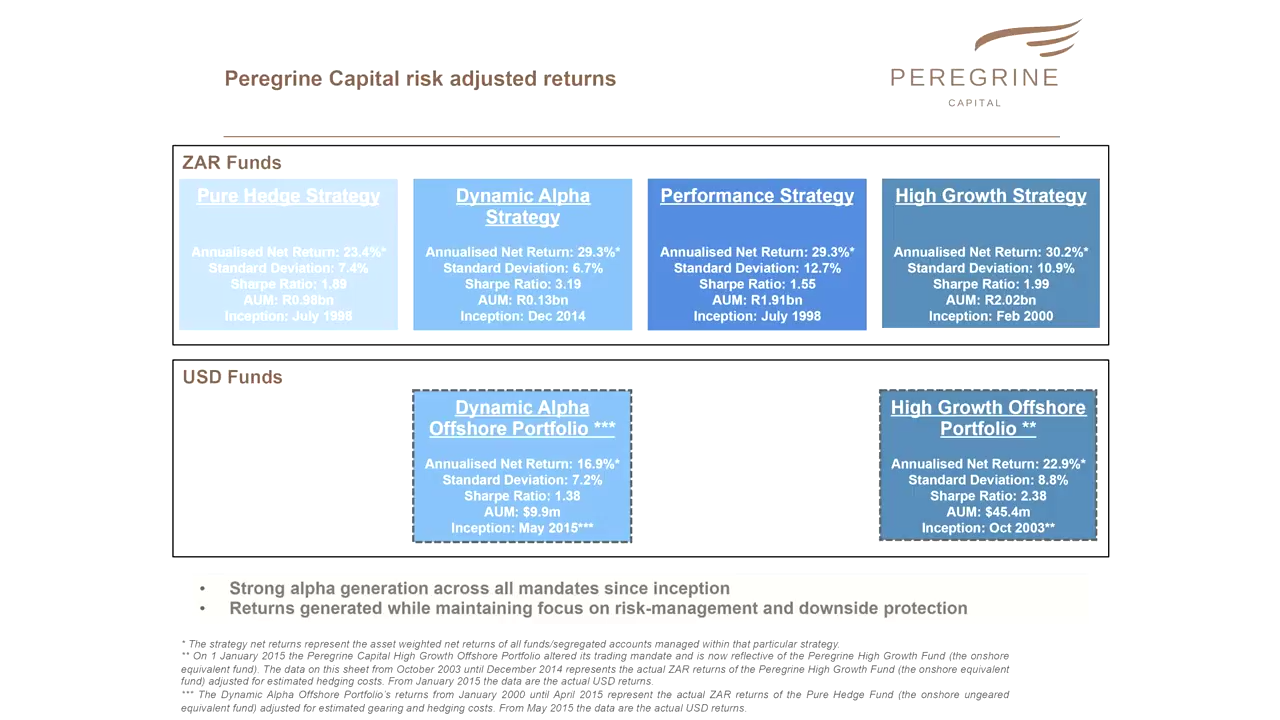 Peregrine Capital risk adjusted returns
PEREGRINE
CAPITAL
ZAR Funds
Pure Hedge Strategy
Annualised Net Return: 23.4%*
Standard Deviation: 7.4%
Sharpe Ratio: 1.89
AUM: R0.98bn
Inception: July 1998
Dynamic Alpha
Strategy
Annualised Net Return: 29.3%*
Standard Deviation: 6.7%
Sharpe Ratio: 3.19
AUM: R0.13bn
Inception: Dec 2014
Performance Strategy
Annualised Net Return: 29.3%*
Standard Deviation: 12.7%
Sharpe Ratio: 1.55
AUM: R1.91bn
Inception: July 1998
High Growth Strategy
Annualised Net Return: 30.2%*
Standard Deviation: 10.9%
Sharpe Ratio: 1.99
AUM: R2.02bn
Inception: Feb 2000
USD Funds
Dynamic Alpha
Offshore Portfolio ***
Annualised Net Return: 16.9%*
Standard Deviation: 7.2%
Sharpe Ratio: 1.38
AUM: $9.9m
Inception: May 2015***
High Growth Offshore
Portfolio **
Annualised Net Return: 22.9%*
Standard Deviation: 8.8%
Sharpe Ratio: 2.38
AUM: $45.4m
Inception: Oct 2003**
• Strong alpha generation across all mandates since inception
• Returns generated while maintaining focus on risk-management and downside protection
* The strategy net returns represent the asset weighted net returns of all funds/segregated accounts managed within that particular strategy.
** On 1 January 2015 the Peregrine Capital High Growth Offshore Portfolio altered its trading mandate and is now reflective of the Peregrine High Growth Fund (the onshore
equivalent fund). The data on this sheet from October 2003 until December 2014 represents the actual ZAR returns of the Peregrine High Growth Fund (the onshore equivalent
fund) adjusted for estimated hedging costs. From January 2015 the data are the actual USD returns.
*** The Dynamic Alpha Offshore Portfolio's returns from January 2000 until April 2015 represent the actual ZAR returns of the Pure Hedge Fund (the onshore ungeared
equivalent fund) adjusted for estimated gearing and hedging costs. From May 2015 the data are the actual USD returns.